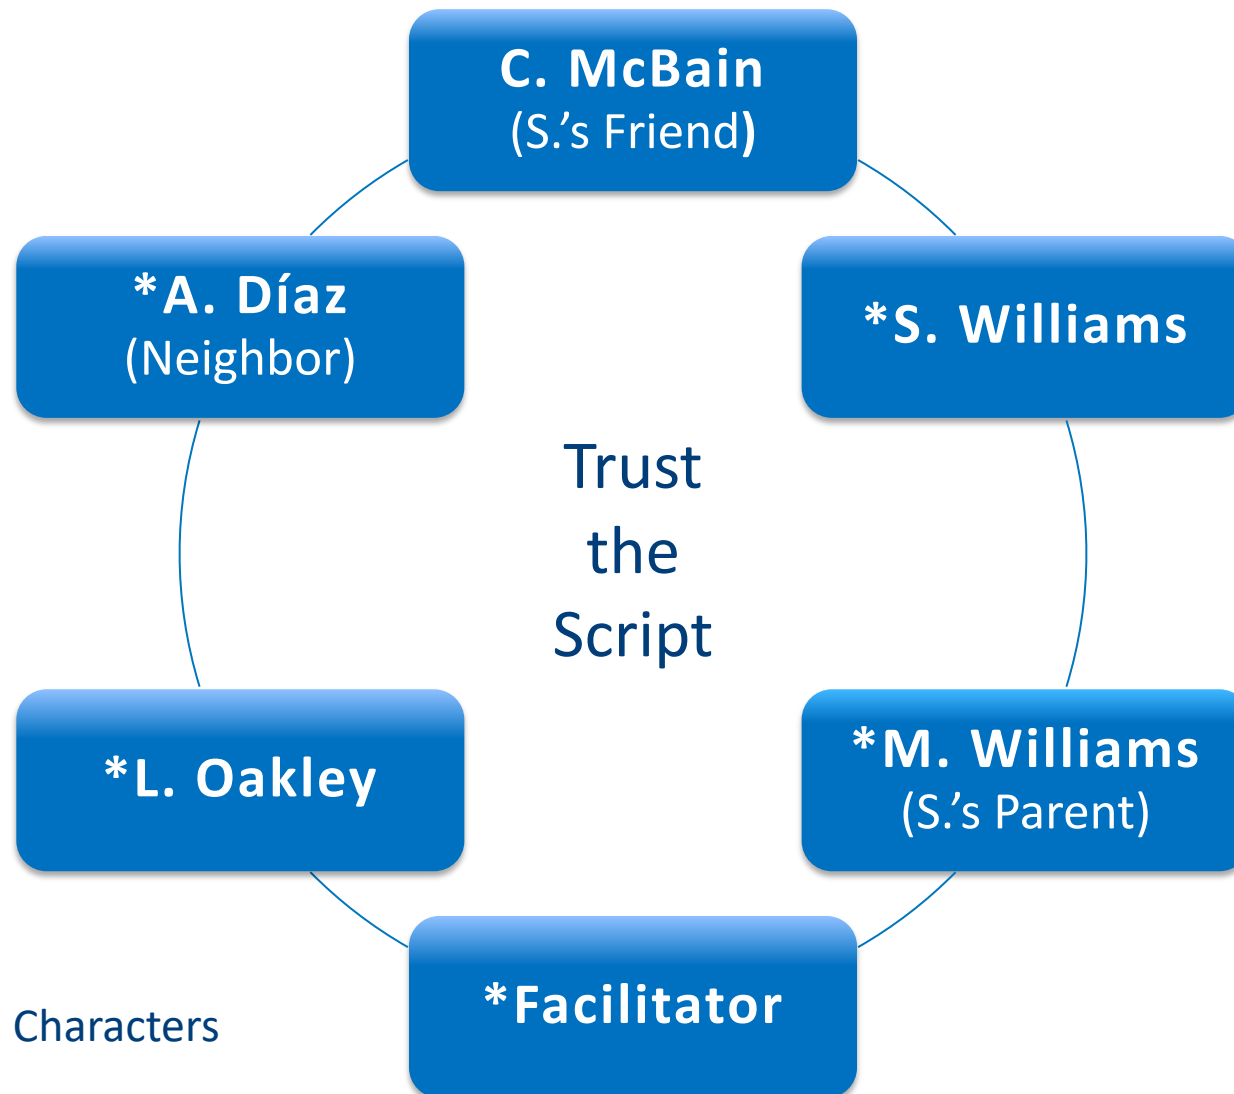 C. McBain
(S.'s Friend)
*A. Díaz
(Neighbor)
*S. Williams
Trust
the
Script
*L. Oakley
*M. Williams
(S.'s Parent)
*Facilitator
Characters